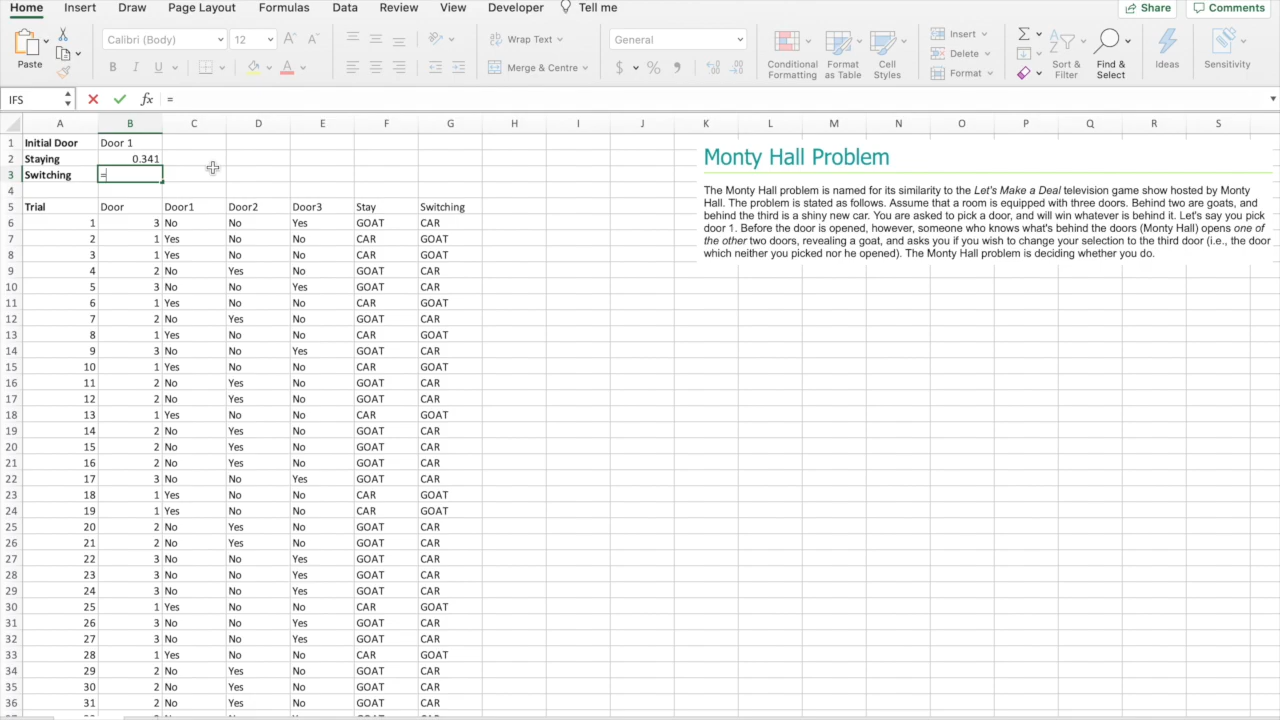 Home Insert Draw Page Layout Formulas Data Review View Developer Tell me Share Comments
Paste
Calibri (Body) 12
B I U A
Wrap Text
Merge & Centre
General
$ % 9
Conditional Formatting
Format as Table
Cell Styles
Insert
Delete
Format
Sort & Filter
Find & Select
Ideas
Sensitivity
IFS fx =
A B C D E F G H I J K L M N O P Q R S
1 Initial Door Door 1
2 Staying 0.341
3 Switching =
4
5 Trial Door Door1 Door2 Door3 Stay Switching
6 1 3 No No Yes GOAT CAR
7 2 1 Yes No No CAR GOAT
8 3 1 Yes No No CAR GOAT
9 4 2 No Yes No GOAT CAR
10 5 3 No No Yes GOAT CAR
11 6 1 Yes No No CAR GOAT
12 7 2 No Yes No GOAT CAR
13 8 1 Yes No No CAR GOAT
14 9 3 No No Yes GOAT CAR
15 10 1 Yes No No CAR GOAT
16 11 2 No Yes No GOAT CAR
17 12 2 No Yes No GOAT CAR
18 13 1 Yes No No CAR GOAT
19 14 2 No Yes No GOAT CAR
20 15 2 No Yes No GOAT CAR
21 16 2 No Yes No GOAT CAR
22 17 3 No No Yes GOAT CAR
23 18 1 Yes No No CAR GOAT
24 19 1 Yes No No CAR GOAT
25 20 2 No Yes No GOAT CAR
26 21 2 No Yes No GOAT CAR
27 22 3 No No Yes GOAT CAR
28 23 3 No No Yes GOAT CAR
29 24 3 No No Yes GOAT CAR
30 25 1 Yes No No CAR GOAT
31 26 3 No No Yes GOAT CAR
32 27 3 No No Yes GOAT CAR
33 28 1 Yes No No CAR GOAT
34 29 2 No Yes No GOAT CAR
35 30 2 No Yes No GOAT CAR
36 31 2 No Yes No GOAT CAR
Monty Hall Problem
The Monty Hall problem is named for its similarity to the Let's Make a Deal television game show hosted by Monty
Hall. The problem is stated as follows. Assume that a room is equipped with three doors. Behind two are goats, and
behind the third is a shiny new car. You are asked to pick a door, and will win whatever is behind it. Let's say you pick
door 1. Before the door is opened, however, someone who knows what's behind the doors (Monty Hall) opens one of
the other two doors, revealing a goat, and asks you if you wish to change your selection to the third door (i.e., the door
which neither you picked nor he opened). The Monty Hall problem is deciding whether you do.